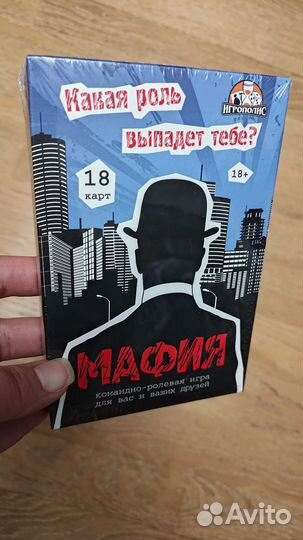 Какая роль
ИГРОПОЛИС
выпадет тебе?
18
карт
18+
МАФИЯ
командно-ролевая игра
для вас и ваших друзей
Avito